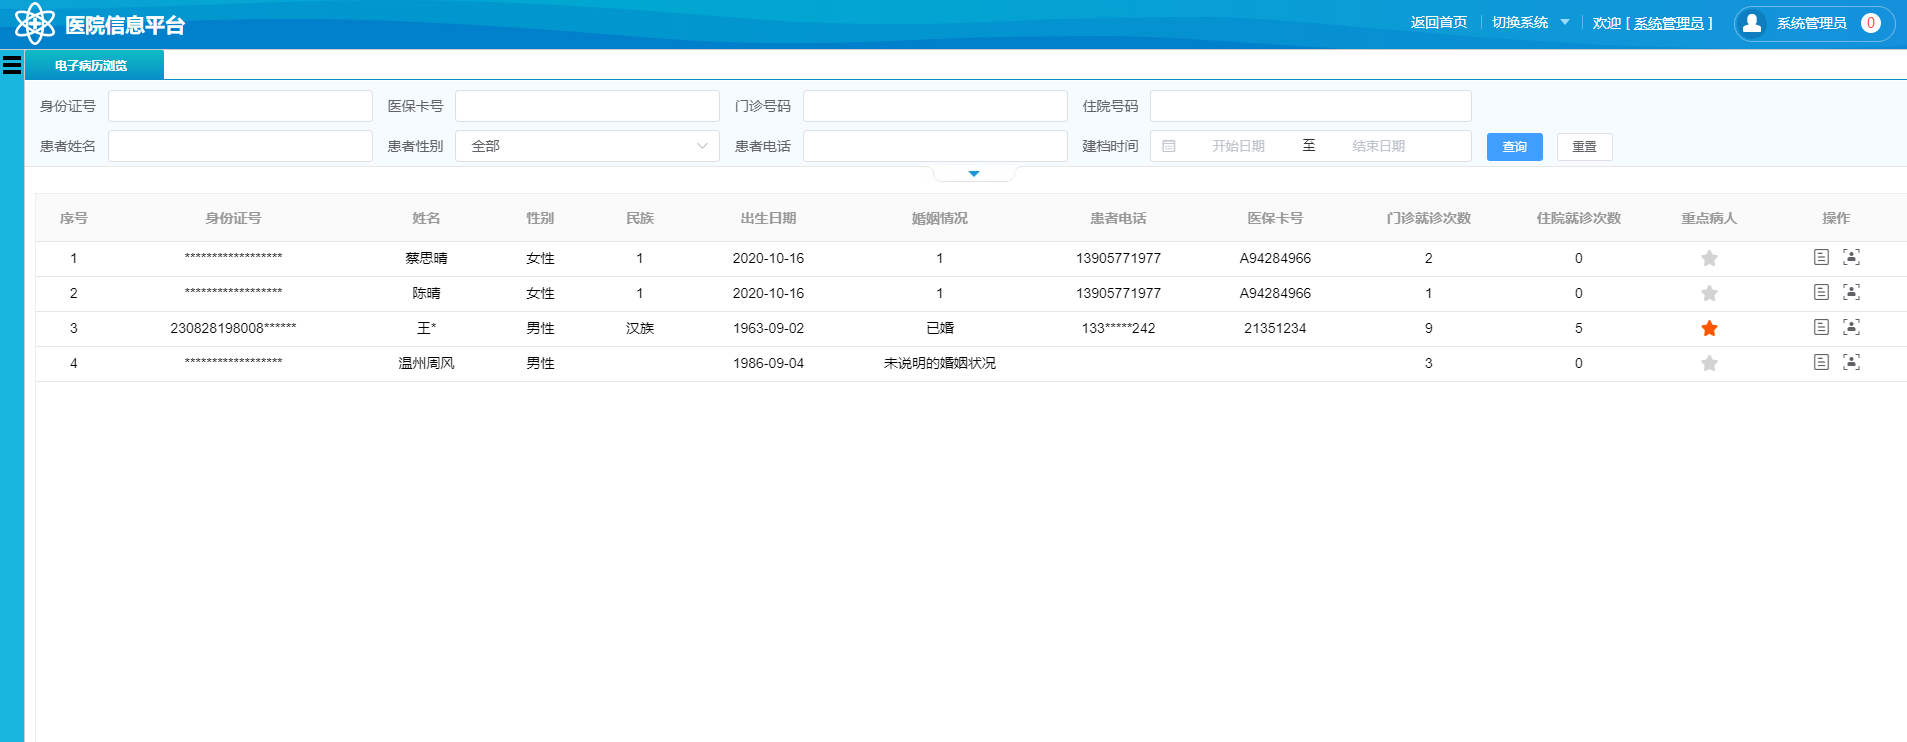 医院信息平台 返回首页 切换系统 欢迎 [ 系统管理员 ] 系统管理员 0
电子病历浏览
身份证号 医保卡号 门诊号码 住院号码
患者姓名 患者性别 全部 患者电话 建档时间 开始日期 至 结束日期 查询 重置
序号 身份证号 姓名 性别 民族 出生日期 婚姻情况 患者电话 医保卡号 门诊就诊次数 住院就诊次数 重点病人 操作
1 ****************** 蔡思晴 女性 1 2020-10-16 1 13905771977 A94284966 2 0
2 ****************** 陈晴 女性 1 2020-10-16 1 13905771977 A94284966 1 0
3 230828198008****** 王* 男性 汉族 1963-09-02 已婚 133*****242 21351234 9 5
4 ****************** 温州周风 男性 1986-09-04 未说明的婚姻状况 3 0